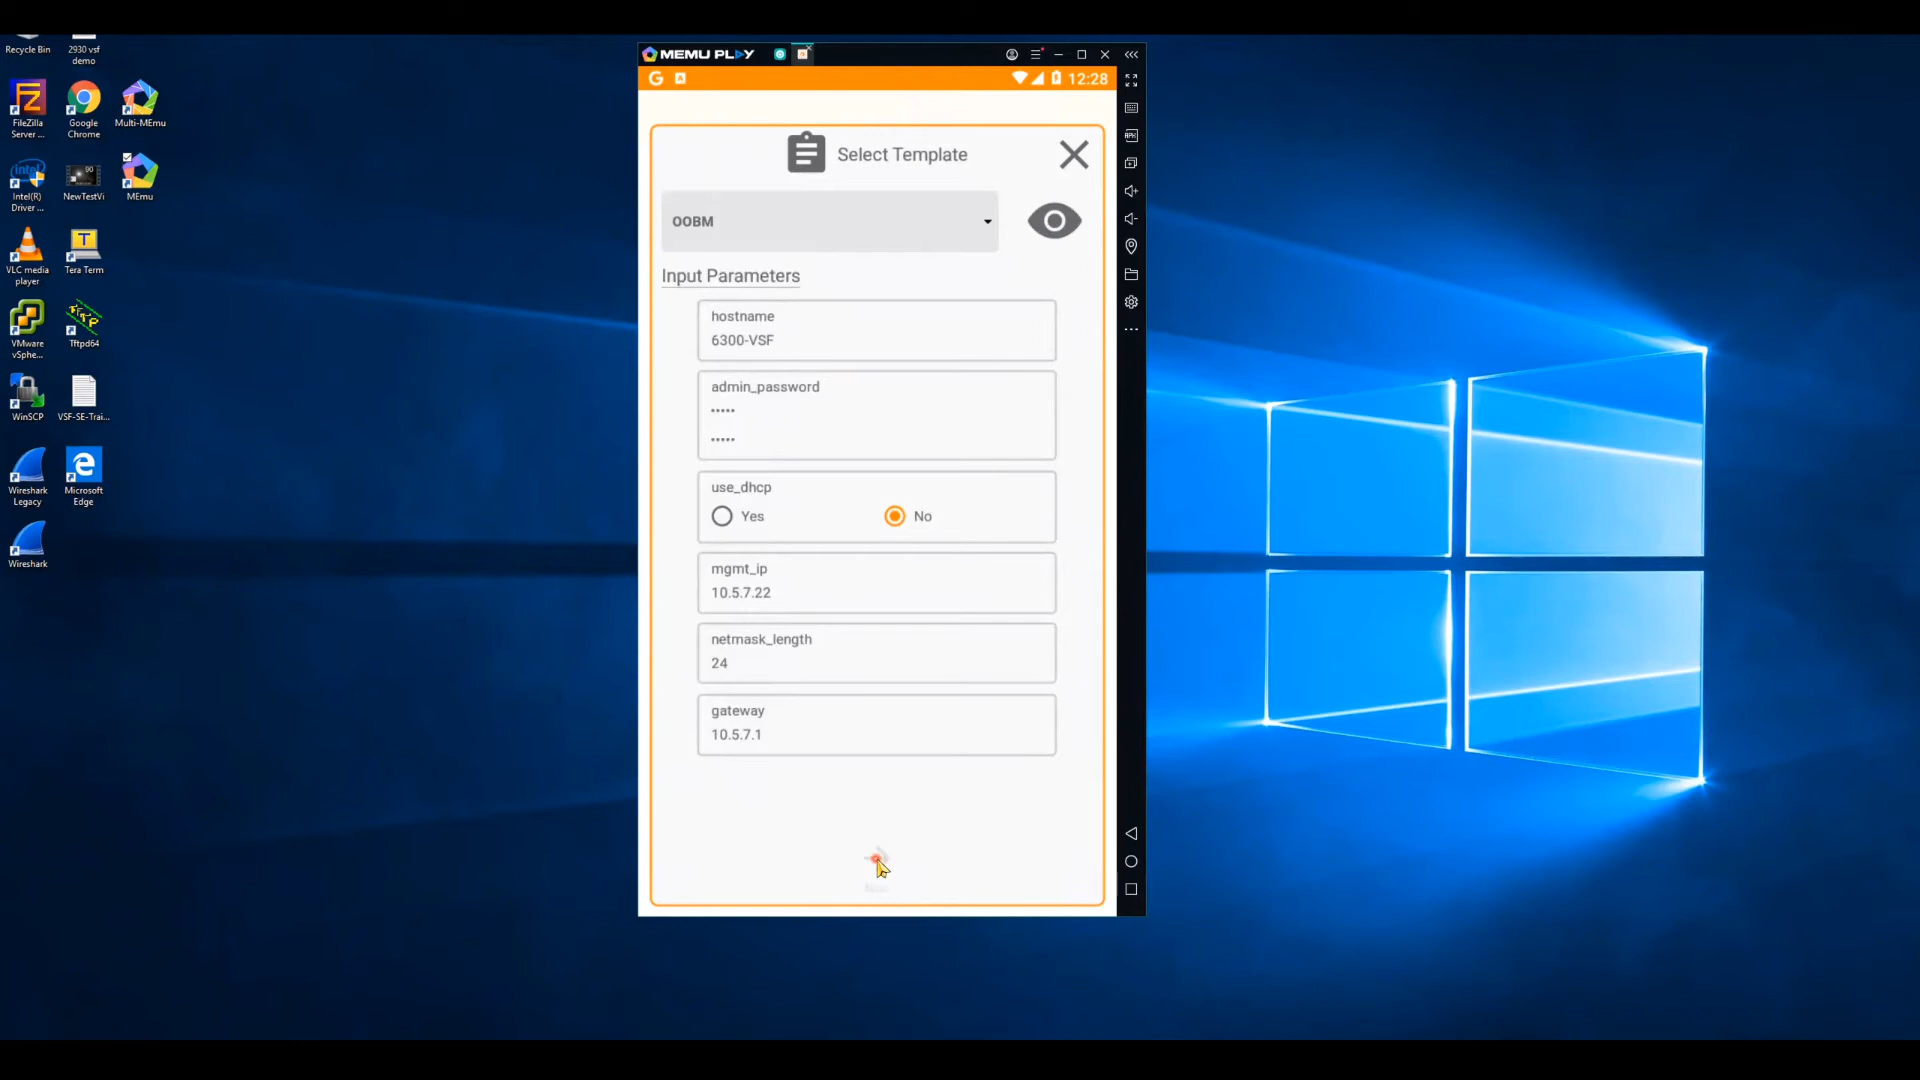 Recycle Bin
2930 vsf
demo
FileZilla
Server ...
Google
Chrome
Multi-MEmu
Intel(R)
Driver ...
NewTestVi
MEmu
VLC media
player
Tera Term
VMware
vSphe...
Tftpd64
WinSCP
VSF-SE-Trai...
Wireshark
Legacy
Microsoft
Edge
Wireshark
MEMU PLAY
12:28
Select Template
OOBM
Input Parameters
hostname
6300-VSF
admin_password
•••••
•••••
use_dhcp
Yes
No
mgmt_ip
10.5.7.22
netmask_length
24
gateway
10.5.7.1